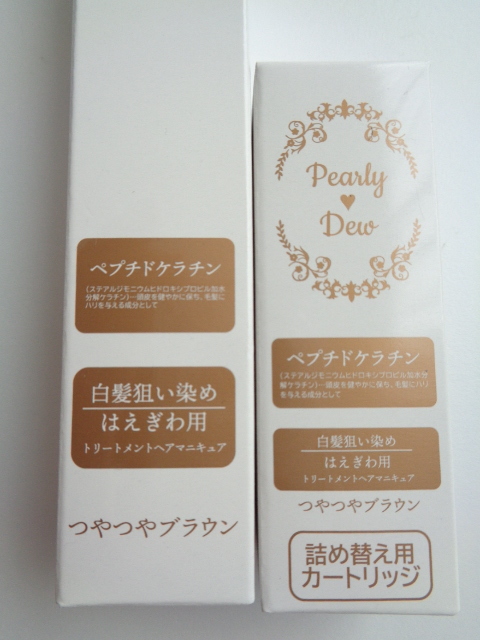 ペプチドケラチン
(ステアルジモニウムヒドロキシプロピル加水
分解ケラチン)…頭皮を健やかに保ち、毛髪に
ハリを与える成分として
白髪狙い染め
はえぎわ用
トリートメントヘアマニキュア
つやつやブラウン
Pearly
Dew
ペプチドケラチン
(ステアルジモニウムヒドロキシプロピル加水分
解ケラチン)…頭皮を健やかに保ち、毛髪にハリ
を与える成分として
白髪狙い染め
はえぎわ用
トリートメントヘアマニキュア
つやつやブラウン
詰め替え用
カートリッジ